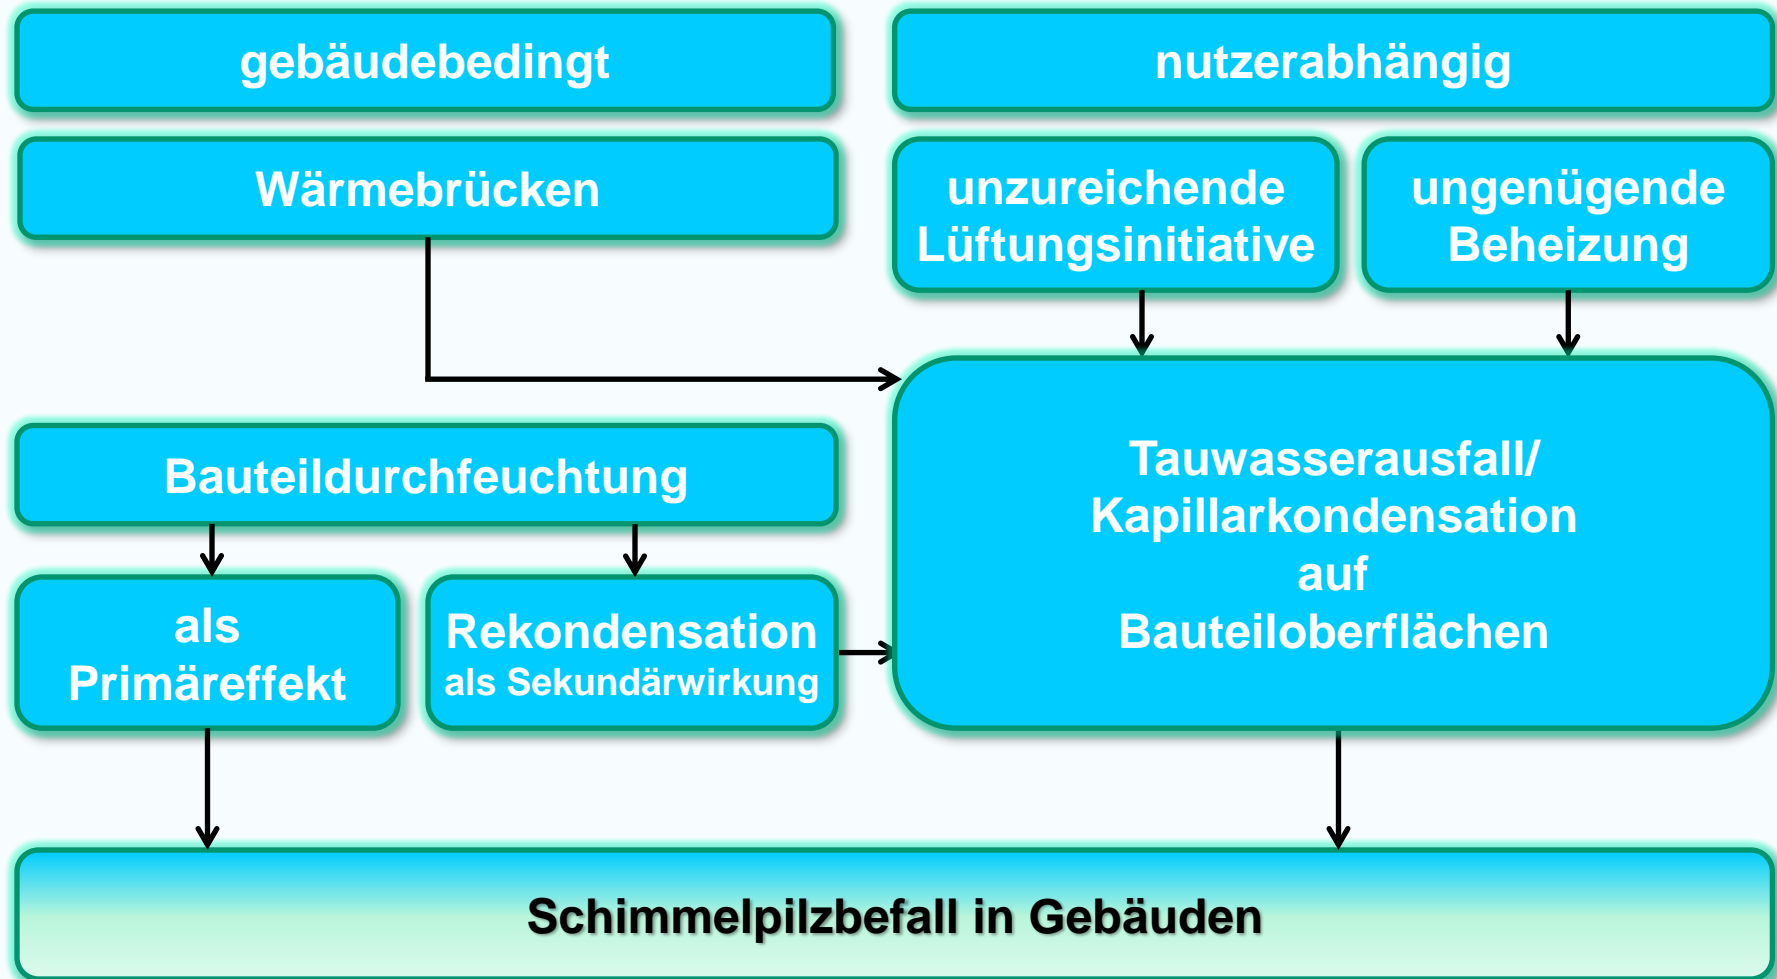 gebäudebedingt
nutzerabhängig
Wärmebrücken
unzureichende
Lüftungsinitiative
ungenügende
Beheizung
Bauteildurchfeuchtung
als
Primäreffekt
Rekondensation
als Sekundärwirkung
Tauwasserausfall/
Kapillarkondensation
auf
Bauteiloberflächen
Schimmelpilzbefall in Gebäuden